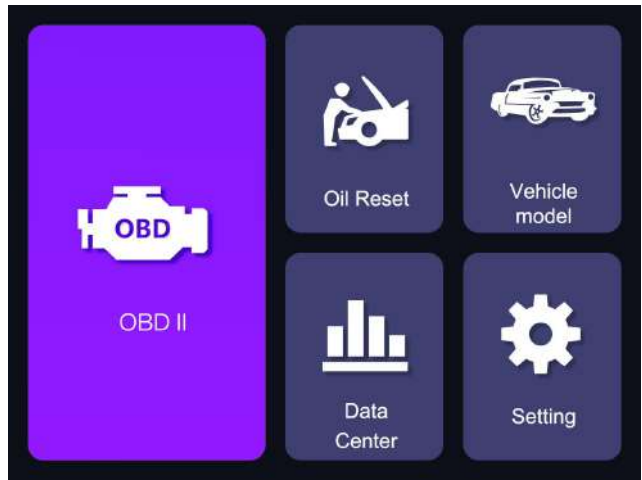 OBD
OBD II
Oil Reset
Vehicle
model
Data
Center
Setting